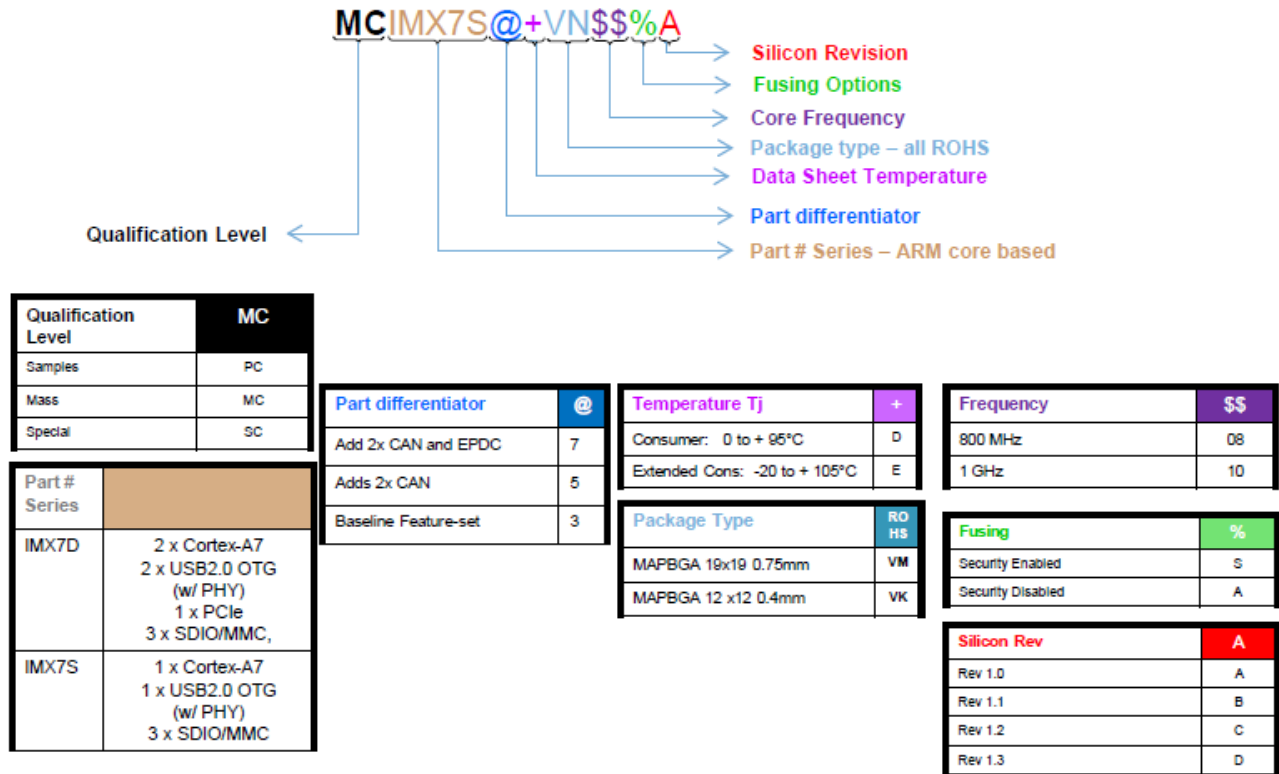 MCIMX7S@+VN$$%A
Silicon Revision
Fusing Options
Core Frequency
Package type – all ROHS
Data Sheet Temperature
Part differentiator
Qualification Level
Part # Series – ARM core based
Qualification Level MC
Samples PC
Mass MC
Special SC
Part # Series
IMX7D 2 x Cortex-A7
2 x USB2.0 OTG
(w/ PHY)
1 x PCIe
3 x SDIO/MMC,
IMX7S 1 x Cortex-A7
1 x USB2.0 OTG
(w/ PHY)
3 x SDIO/MMC
Part differentiator @
Add 2x CAN and EPDC 7
Adds 2x CAN 5
Baseline Feature-set 3
Temperature Tj +
Consumer: 0 to + 95°C D
Extended Cons: -20 to + 105°C E
Package Type RO
HS
MAPBGA 19x19 0.75mm VM
MAPBGA 12 x12 0.4mm VK
Frequency $$
800 MHz 08
1 GHz 10
Fusing %
Security Enabled S
Security Disabled A
Silicon Rev A
Rev 1.0 A
Rev 1.1 B
Rev 1.2 C
Rev 1.3 D